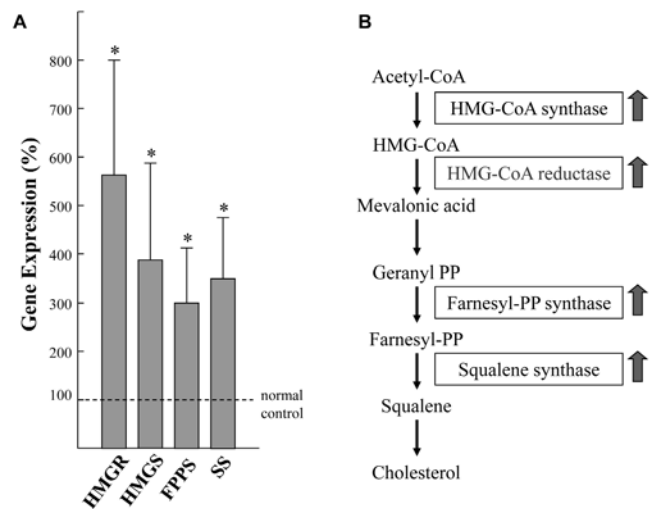 A
Gene Expression (%)
800
700
600
500
400
300
200
100
*
*
*
*
normal
control
HMGR
HMGS
FPPS
SS
B
Acetyl-CoA
HMG-CoA synthase
HMG-CoA
HMG-CoA reductase
Mevalonic acid
Geranyl PP
Farnesyl-PP synthase
Farnesyl-PP
Squalene synthase
Squalene
Cholesterol